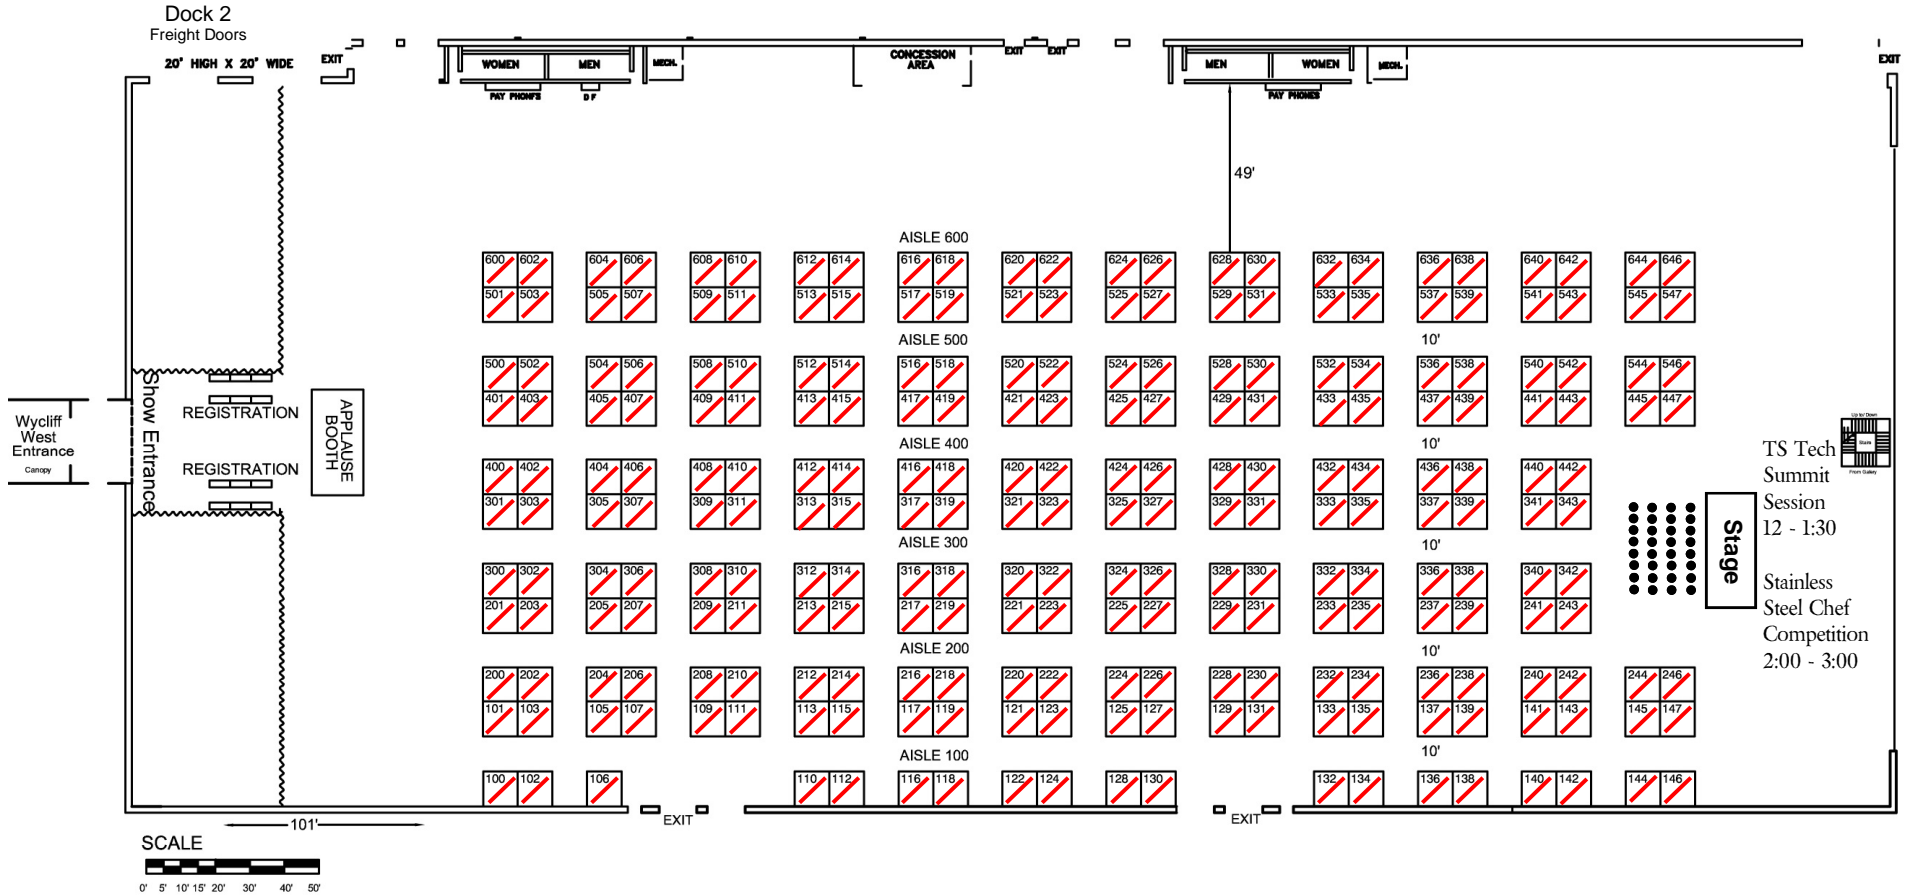 Dock 2
Freight Doors
20" HIGH X 20" WIDE
EXIT
WOMEN
MEN
MECH.
PAY PHONFS
D F
CONCESSION
AREA
EXIT
EXIT
MEN
WOMEN
MECH.
PAY PHONES
EXIT
49'
AISLE 600
600 602 604 606 608 610 612 614 616 618 620 622 624 626 628 630 632 634 636 638 640 642 644 646
501 503 505 507 509 511 513 515 517 519 521 523 525 527 529 531 533 535 537 539 541 543 545 547
AISLE 500 10'
500 502 504 506 508 510 512 514 516 518 520 522 524 526 528 530 532 534 536 538 540 542 544 546
401 403 405 407 409 411 413 415 417 419 421 423 425 427 429 431 433 435 437 439 441 443 445 447
AISLE 400 10'
400 402 404 406 408 410 412 414 416 418 420 422 424 426 428 430 432 434 436 438 440 442
301 303 305 307 309 311 313 315 317 319 321 323 325 327 329 331 333 335 337 339 341 343
AISLE 300 10'
300 302 304 306 308 310 312 314 316 318 320 322 324 326 328 330 332 334 336 338 340 342
201 203 205 207 209 211 213 215 217 219 221 223 225 227 229 231 233 235 237 239 241 243
AISLE 200 10'
200 202 204 206 208 210 212 214 216 218 220 222 224 226 228 230 232 234 236 238 240 242 244 246
101 103 105 107 109 111 113 115 117 119 121 123 125 127 129 131 133 135 137 139 141 143 145 147
AISLE 100 10'
100 102 106 110 112 116 118 122 124 128 130 132 134 136 138 140 142 144 146
EXIT
EXIT
Wycliff
West
Entrance
Canopy
Show Entrance
REGISTRATION
REGISTRATION
APPLAUSE
BOOTH
Up to/ Down
Stairs
From Gallery
TS Tech
Summit
Session
12 - 1:30
Stage
Stainless
Steel Chef
Competition
2:00 - 3:00
101'
SCALE
0' 5' 10' 15' 20' 30' 40' 50'